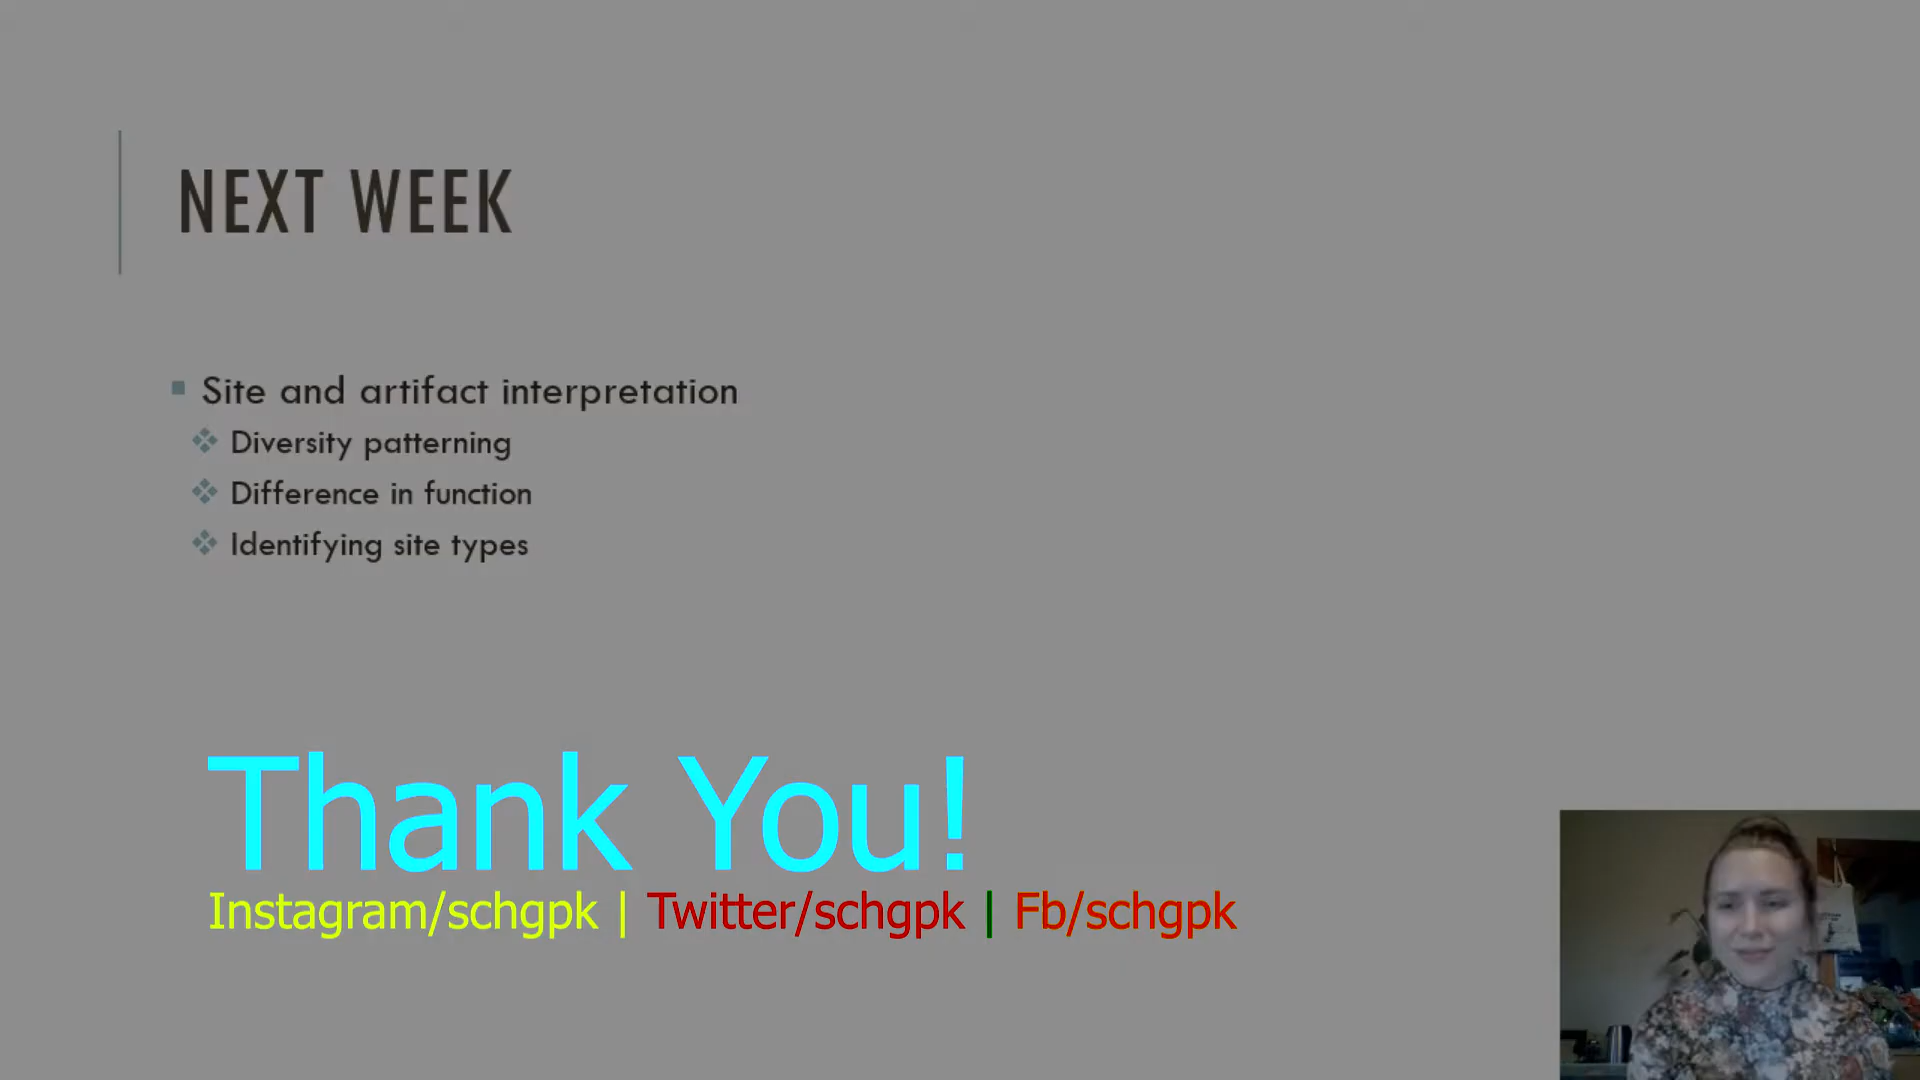 NEXT WEEK
Site and artifact interpretation
Diversity patterning
Difference in function
Identifying site types
Thank You!
Instagram/schgpk | Twitter/schgpk | Fb/schgpk